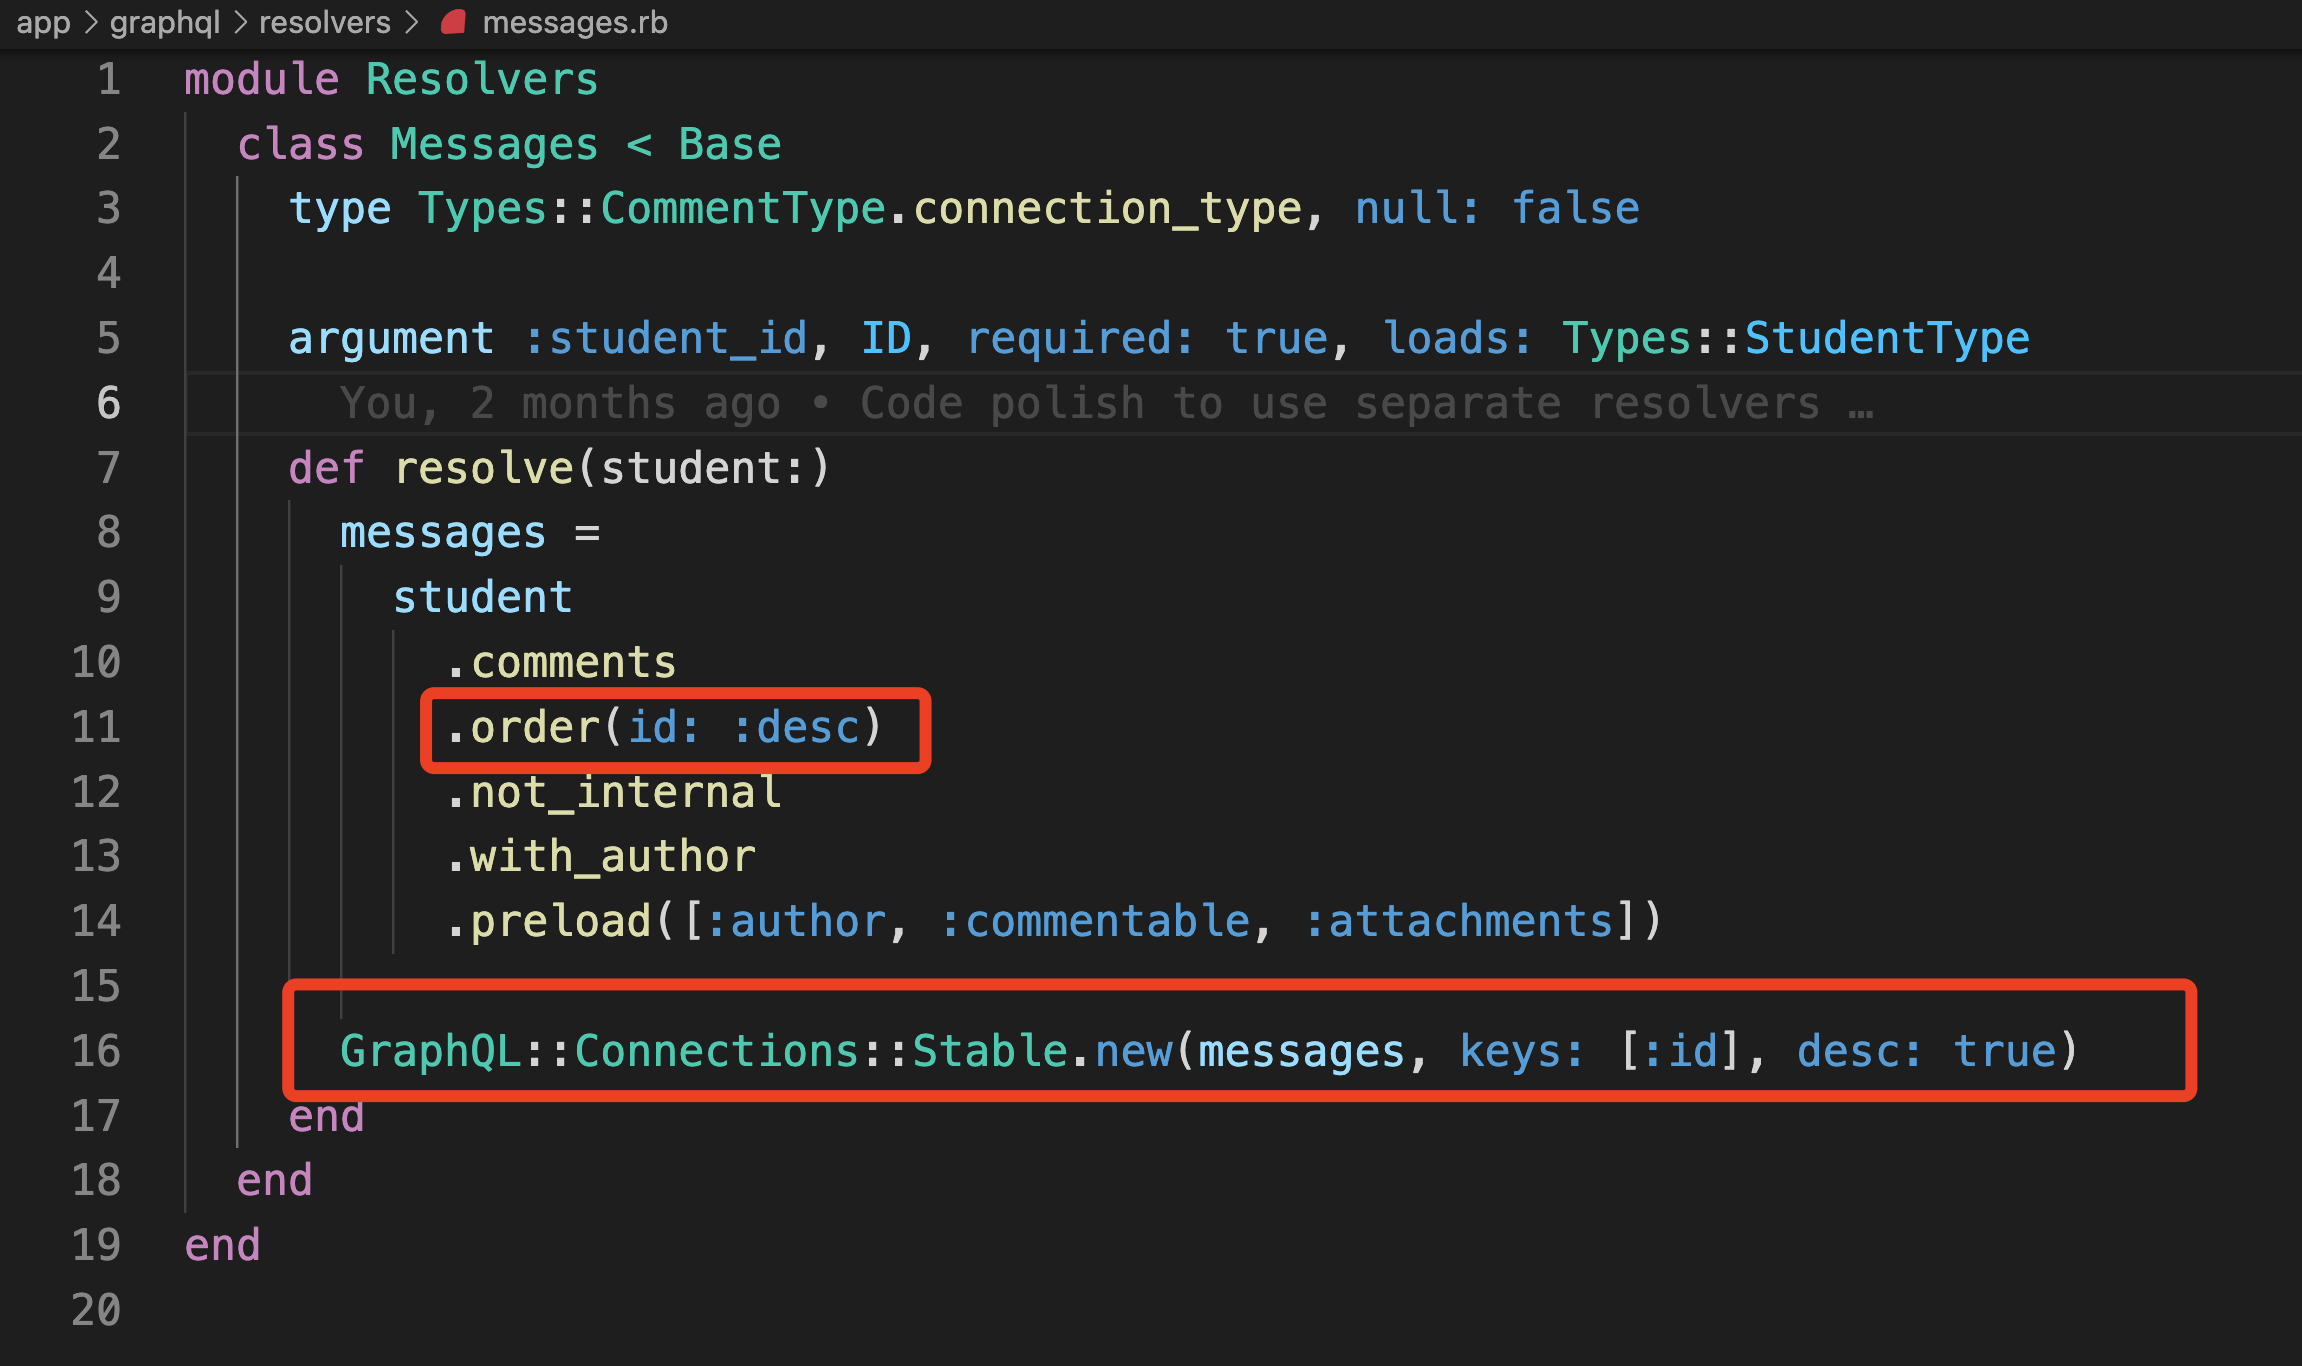 app > graphql > resolvers > messages.rb
1 module Resolvers
2 class Messages < Base
3 type Types::CommentType.connection_type, null: false
4
5 argument :student_id, ID, required: true, loads: Types::StudentType
6 You, 2 months ago • Code polish to use separate resolvers …
7 def resolve(student:)
8 messages =
9 student
10 .comments
11 .order(id: :desc)
12 .not_internal
13 .with_author
14 .preload([:author, :commentable, :attachments])
15
16 GraphQL::Connections::Stable.new(messages, keys: [:id], desc: true)
17 end
18 end
19 end
20